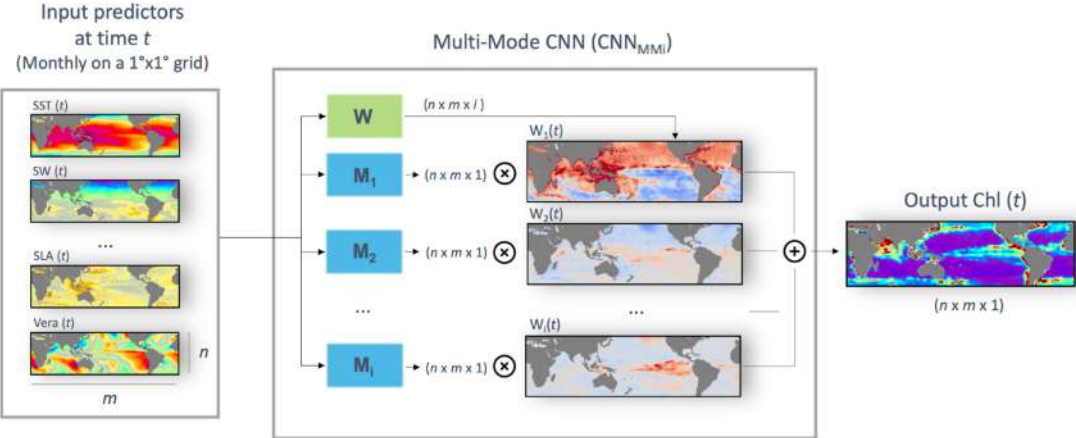 Input predictors
at time t
(Monthly on a 1°x1° grid)
SST (t)
SW (t)
...
SLA (t)
Vera (t)
n
m
Multi-Mode CNN (CNNMMi)
W
(n x m x i)
W1(t)
M1
(n x m x 1)
W2(t)
M2
(n x m x 1)
...
...
Wi(t)
Mi
(n x m x 1)
Output Chl (t)
(n x m x 1)